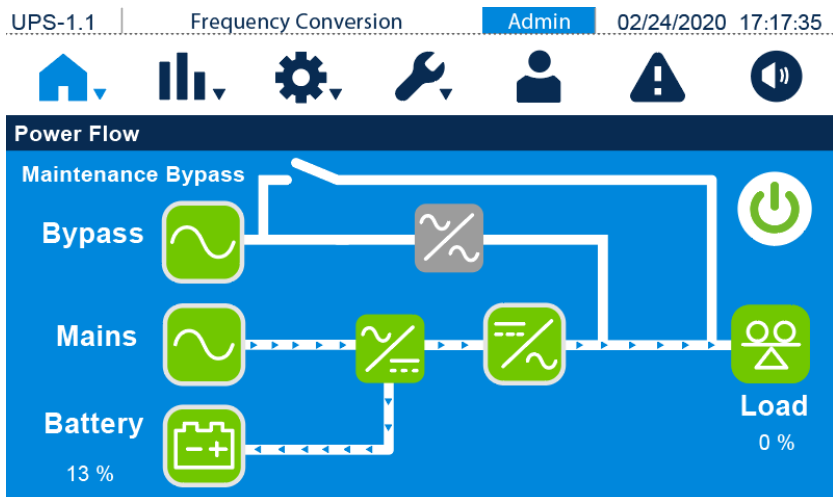 UPS-1.1 Frequency Conversion Admin 02/24/2020 17:17:35
Power Flow
Maintenance Bypass
Bypass
Mains
Battery
13 %
Load
0 %